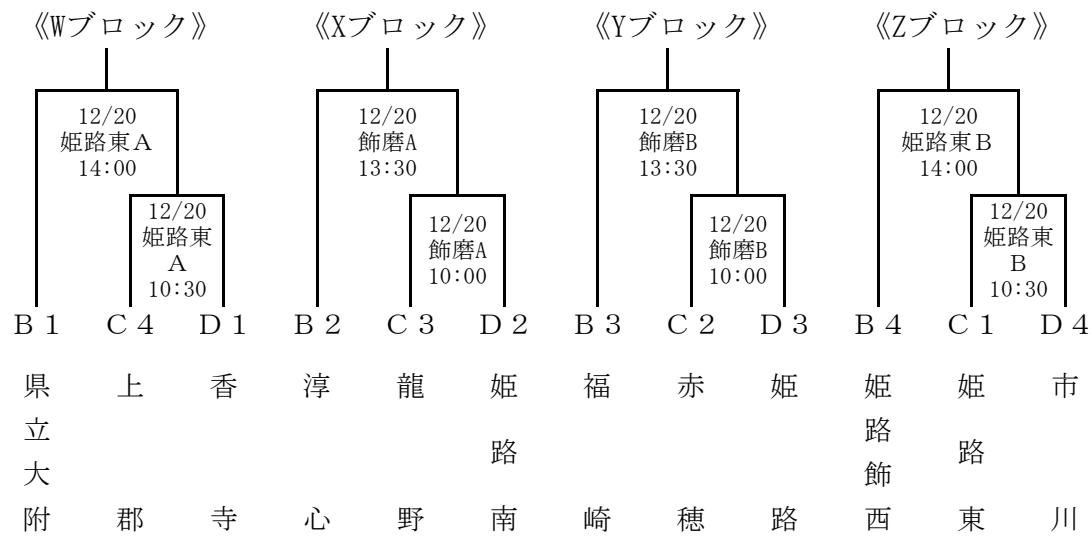 《Wブロック》
《Xブロック》
《Yブロック》
《Zブロック》
12/20
姫路東A
14:00
12/20
飾磨A
13:30
12/20
飾磨B
13:30
12/20
姫路東B
14:00
12/20
姫路東
A
10:30
12/20
飾磨A
10:00
12/20
飾磨B
10:00
12/20
姫路東
B
10:30
B1 C4 D1 B2 C3 D2 B3 C2 D3 B4 C1 D4
県立大附
上郡
香寺
淳心
龍野
姫路南
福崎
赤穂
姫路
姫路飾西
姫路東
市川